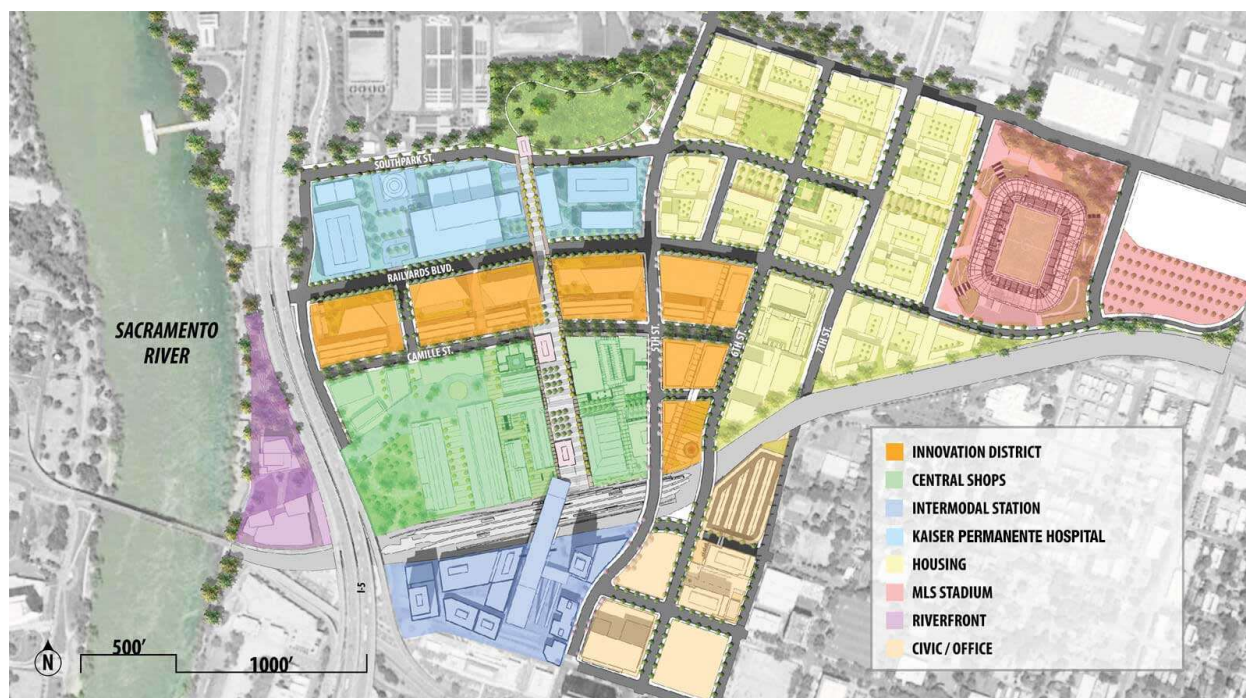 SOUTHPARK ST.
RAILYARDS BLVD.
CAMILLE ST.
5TH ST.
6TH ST.
7TH ST.
SACRAMENTO
RIVER
I-5
INNOVATION DISTRICT
CENTRAL SHOPS
INTERMODAL STATION
KAISER PERMANENTE HOSPITAL
HOUSING
MLS STADIUM
RIVERFRONT
CIVIC / OFFICE
N
500'
1000'